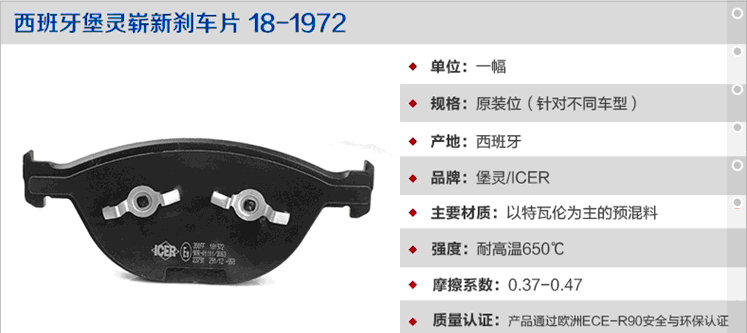 西班牙堡灵崭新刹车片 18-1972
单位：一幅
规格：原装位（针对不同车型）
产地：西班牙
品牌：堡灵/ICER
主要材质：以特瓦伦为主的预混料
强度：耐高温650℃
摩擦系数：0.37-0.47
质量认证：产品通过欧洲ECE-R90安全与环保认证
ICER